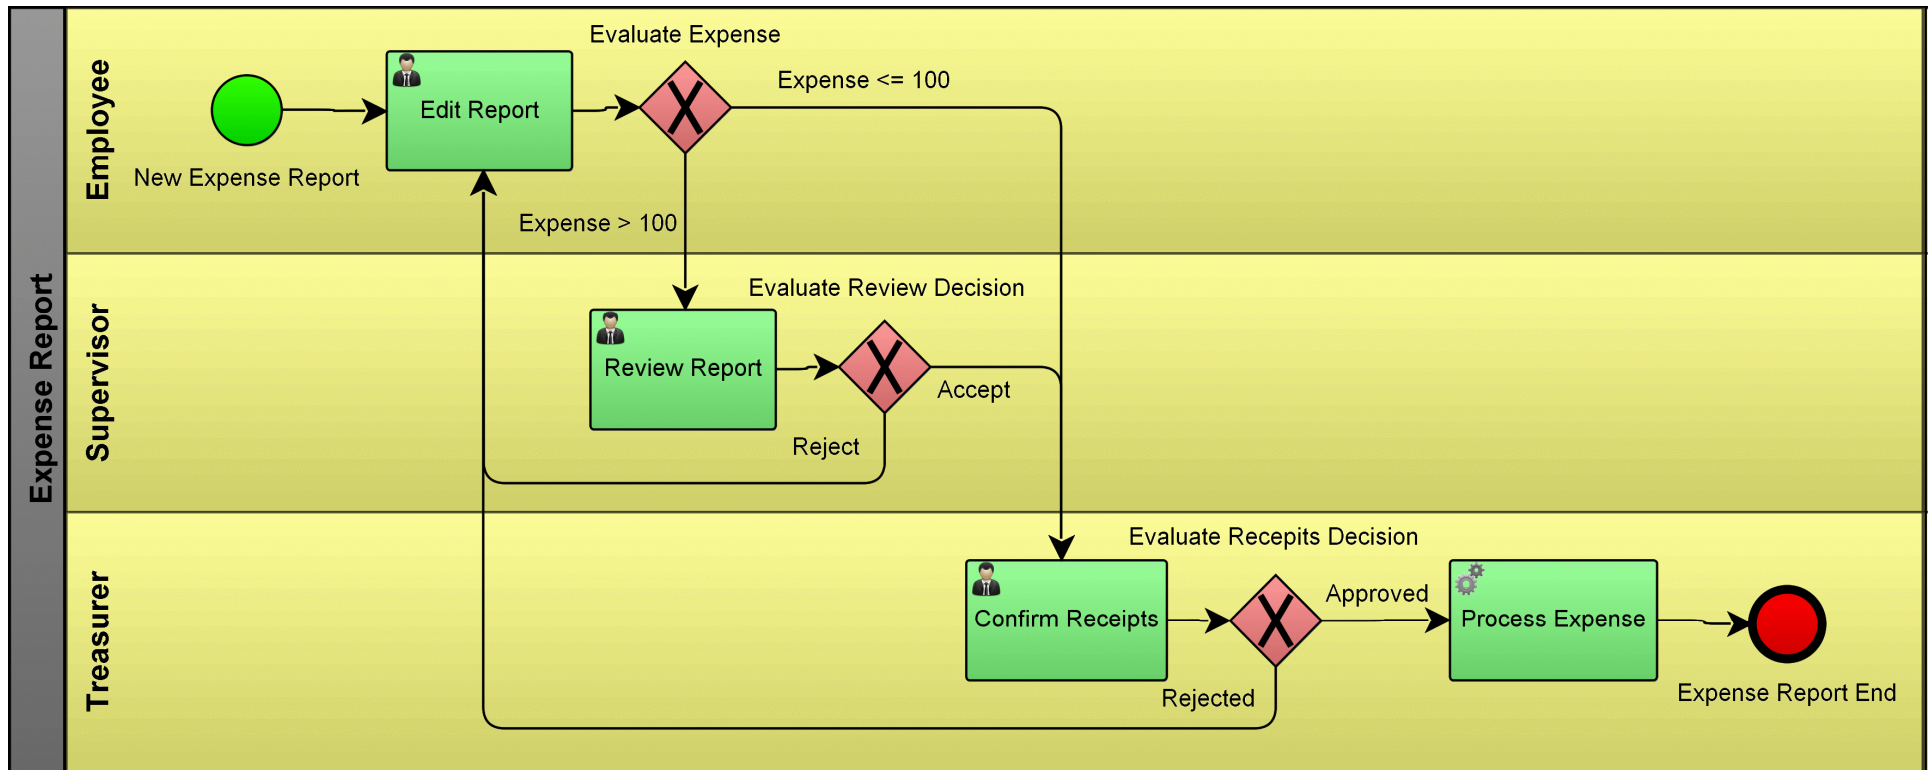 Expense Report
Employee
New Expense Report
Edit Report
Evaluate Expense
Expense <= 100
Expense > 100
Supervisor
Review Report
Evaluate Review Decision
Accept
Reject
Treasurer
Confirm Receipts
Evaluate Recepits Decision
Approved
Rejected
Process Expense
Expense Report End